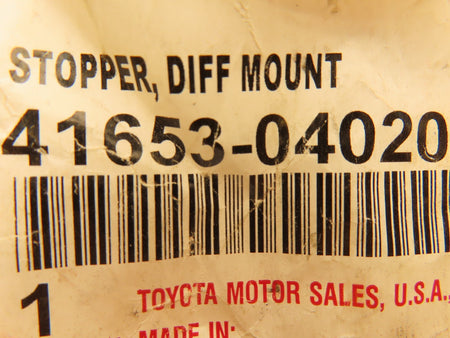 STOPPER, DIFF MOUNT
41653-04020
1
TOYOTA MOTOR SALES, U.S.A.,
MADE IN: